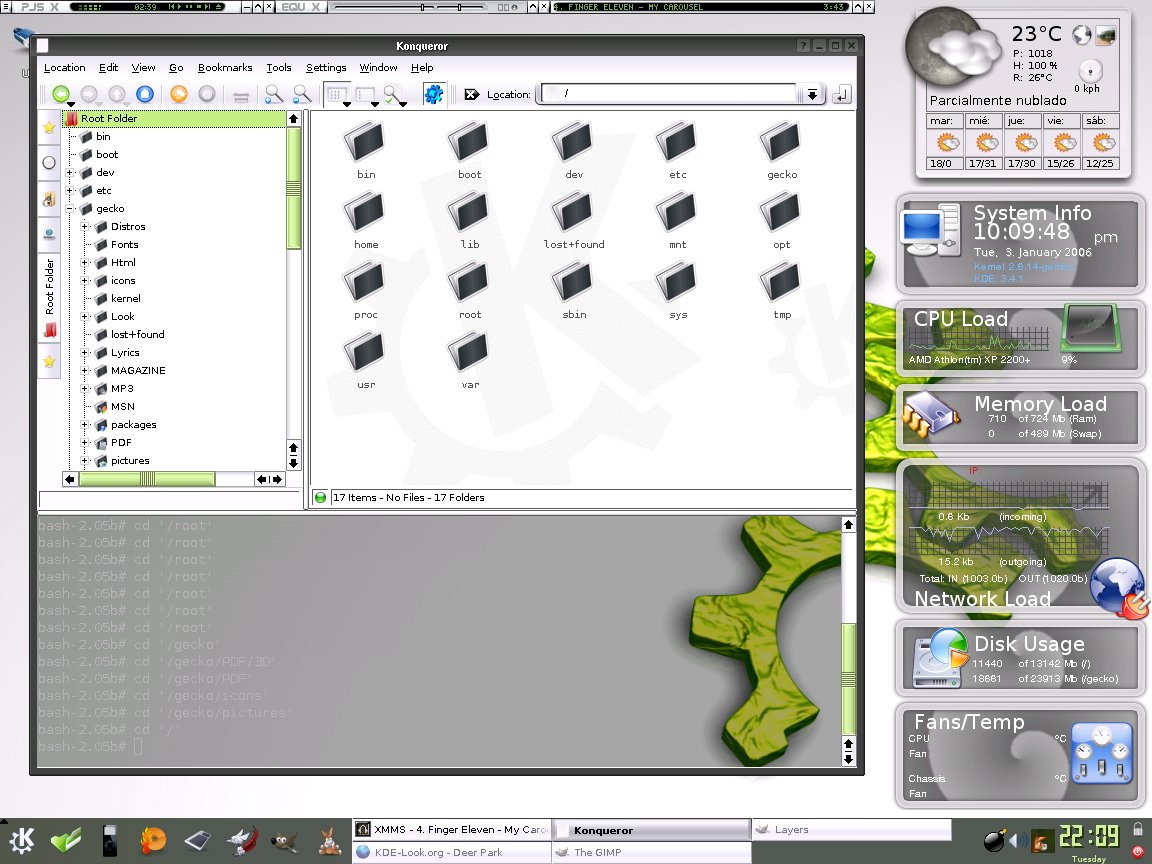 PJS X 02:39 EQU X 4. FINGER ELEVEN - MY CAROUSEL 3:43
Konqueror
Location Edit View Go Bookmarks Tools Settings Window Help
Location: /
Root Folder
bin
boot
dev
etc
gecko
Distros
Fonts
Html
icons
kernel
Look
lost+found
Lyrics
MAGAZINE
MP3
MSN
packages
PDF
pictures
Root Folder
bin boot dev etc gecko
home lib lost+found mnt opt
proc root sbin sys tmp
usr var
17 Items - No Files - 17 Folders
bash-2.05b# cd '/root'
bash-2.05b# cd '/root'
bash-2.05b# cd '/root'
bash-2.05b# cd '/root'
bash-2.05b# cd '/root'
bash-2.05b# cd '/root'
bash-2.05b# cd '/root'
bash-2.05b# cd '/gecko'
bash-2.05b# cd '/gecko/PDF/3D'
bash-2.05b# cd '/gecko/PDF'
bash-2.05b# cd '/gecko/icons'
bash-2.05b# cd '/gecko/pictures'
bash-2.05b# cd '/'
bash-2.05b#
23°C
P: 1018
H: 100 %
R: 26°C
0 kph
Parcialmente nublado
mar: mié: jue: vie: sáb:
18/0 17/31 17/30 15/26 12/25
System Info
10:09:48 pm
Tue, 3. January 2006
Kernel 2.6.14-gentoo
KDE: 3.4.1
CPU Load
AMD Athlon(tm) XP 2200+ 9%
Memory Load
710 of 724 Mb (Ram)
0 of 489 Mb (Swap)
IP:
0.6 Kb (incoming)
15.2 kb (outgoing)
Total: IN (1003.0b) OUT (1020.0b)
Network Load
Disk Usage
11440 of 13142 Mb (/)
18661 of 23913 Mb (/gecko)
Fans/Temp
CPU °C
Fan
Chassis °C
Fan
XMMS - 4. Finger Eleven - My Caro
Konqueror
Layers
KDE-Look.org - Deer Park
The GIMP
22:09
Tuesday